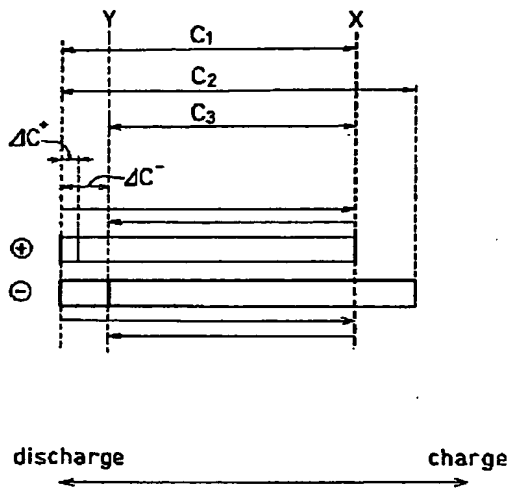 Y X
C1
C2
C3
ΔC+
ΔC-
⊕
⊖
discharge charge